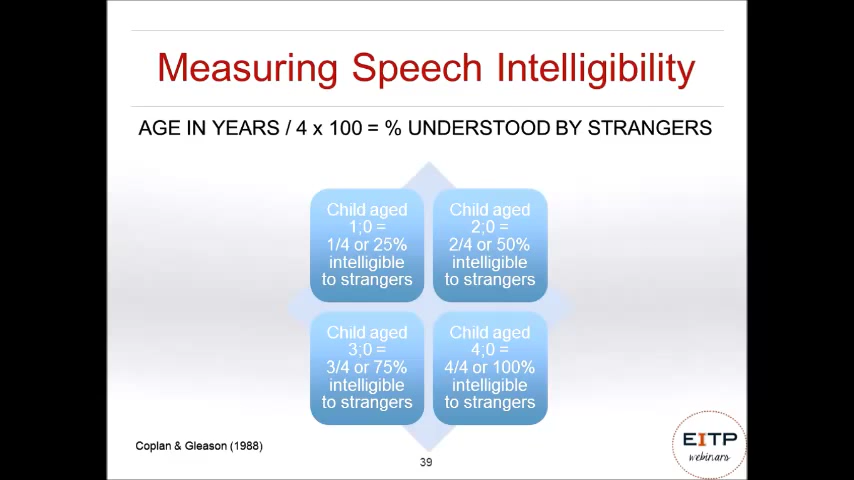 Measuring Speech Intelligibility
AGE IN YEARS / 4 x 100 = % UNDERSTOOD BY STRANGERS
Child aged
1;0 =
1/4 or 25%
intelligible
to strangers
Child aged
2;0 =
2/4 or 50%
intelligible
to strangers
Child aged
3;0 =
3/4 or 75%
intelligible
to strangers
Child aged
4;0 =
4/4 or 100%
intelligible
to strangers
Coplan & Gleason (1988)
39
EITP
webinars